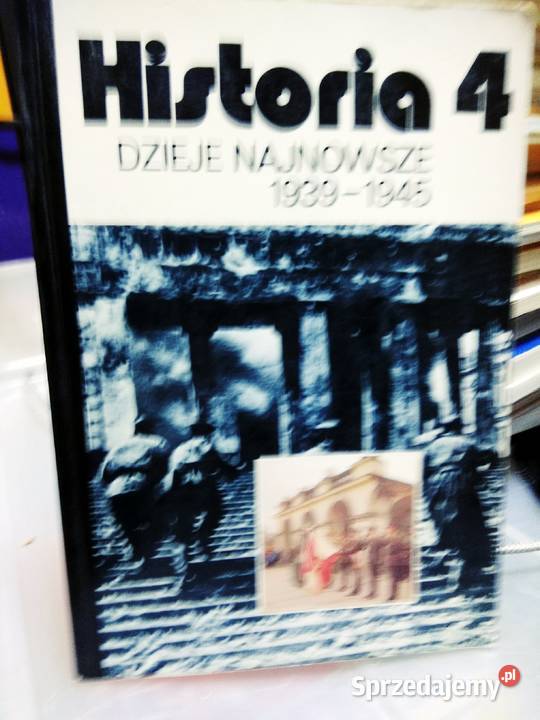 Historia 4
DZIEJE NAJNOWSZE
1939-1945
Sprzedajemy.pl